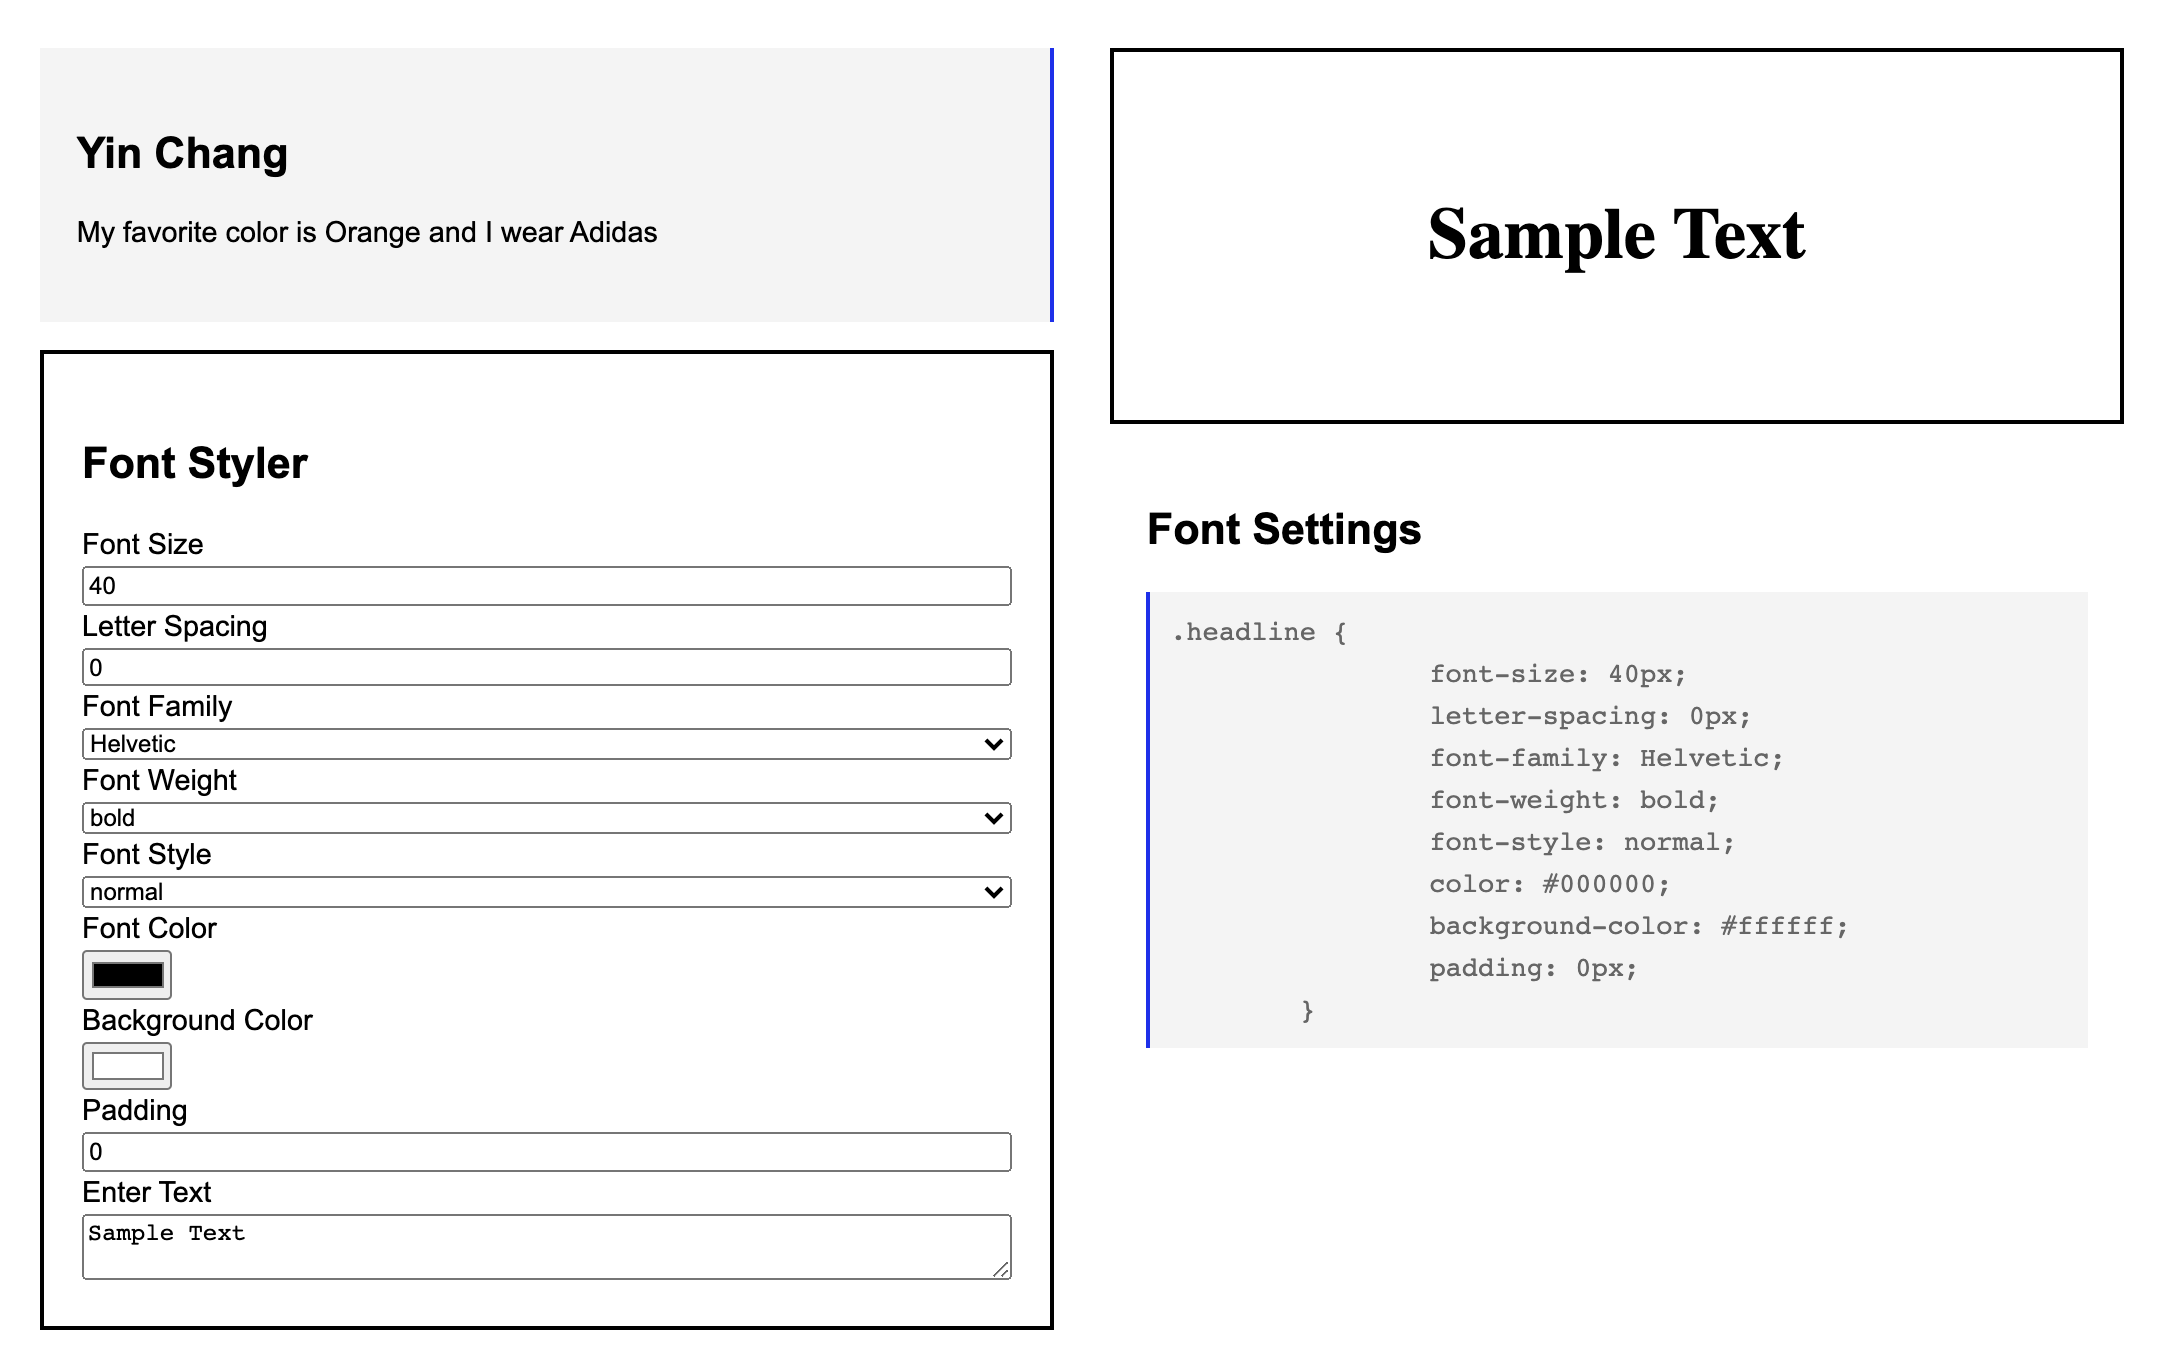 Yin Chang
My favorite color is Orange and I wear Adidas
Font Styler
Font Size
40
Letter Spacing
0
Font Family
Helvetic
Font Weight
bold
Font Style
normal
Font Color
Background Color
Padding
0
Enter Text
Sample Text
Sample Text
Font Settings
.headline {
font-size: 40px;
letter-spacing: 0px;
font-family: Helvetic;
font-weight: bold;
font-style: normal;
color: #000000;
background-color: #ffffff;
padding: 0px;
}